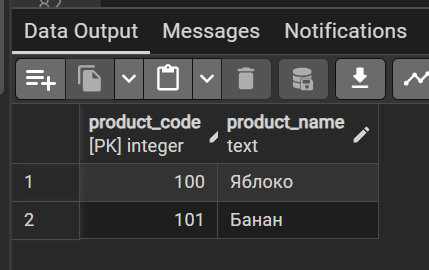 Data Output Messages Notifications
product_code product_name
[PK] integer text
1 100 Яблоко
2 101 Банан